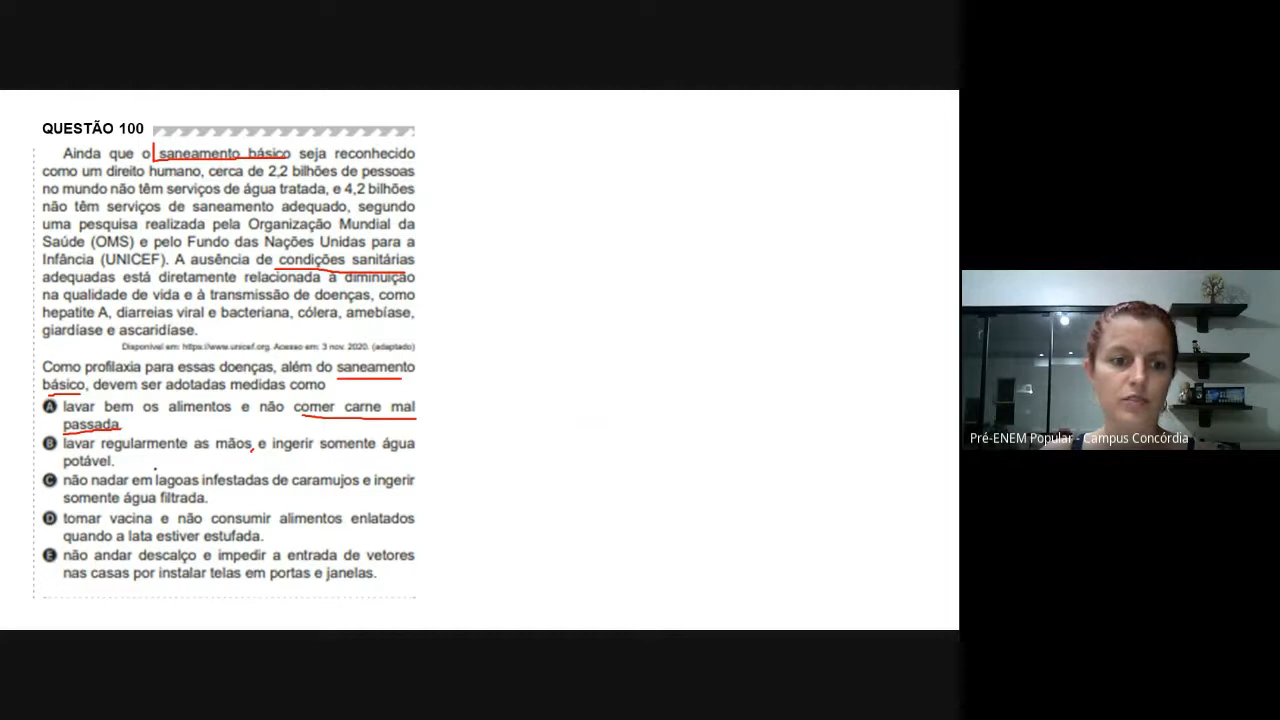 QUESTÃO 100
Ainda que o saneamento básico seja reconhecido
como um direito humano, cerca de 2,2 bilhões de pessoas
no mundo não têm serviços de água tratada, e 4,2 bilhões
não têm serviços de saneamento adequado, segundo
uma pesquisa realizada pela Organização Mundial da
Saúde (OMS) e pelo Fundo das Nações Unidas para a
Infância (UNICEF). A ausência de condições sanitárias
adequadas está diretamente relacionada à diminuição
na qualidade de vida e à transmissão de doenças, como
hepatite A, diarreias viral e bacteriana, cólera, amebíase,
giardíase e ascaridíase.
Disponível em: https://www.unicef.org. Acesso em: 3 nov. 2020. (adaptado)
Como profilaxia para essas doenças, além do saneamento
básico, devem ser adotadas medidas como
A lavar bem os alimentos e não comer carne mal
passada.
B lavar regularmente as mãos e ingerir somente água
potável.
C não nadar em lagoas infestadas de caramujos e ingerir
somente água filtrada.
D tomar vacina e não consumir alimentos enlatados
quando a lata estiver estufada.
E não andar descalço e impedir a entrada de vetores
nas casas por instalar telas em portas e janelas.
Pré-ENEM Popular - Campus Concórdia